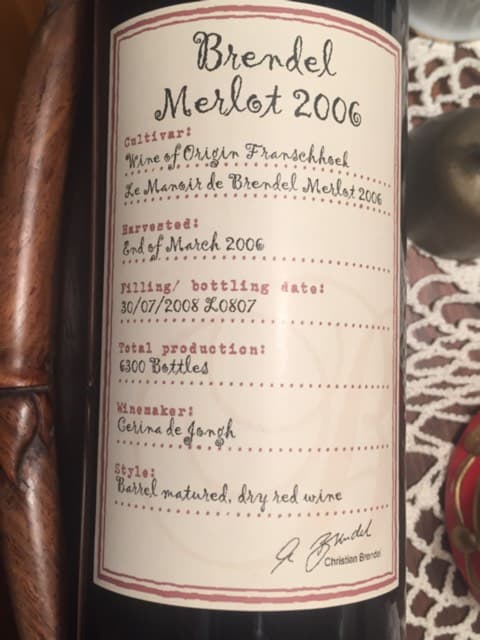 Brendel
Merlot 2006
Cultivar:
Wine of Origin Franschhoek
Le Manoir de Brendel Merlot 2006
Harvested:
End of March 2006
Filling/ bottling date:
30/07/2008 L0807
Total production:
6300 Bottles
Winemaker:
Cerina de Jongh
Style:
Barrel matured, dry red wine
Christian Brendel